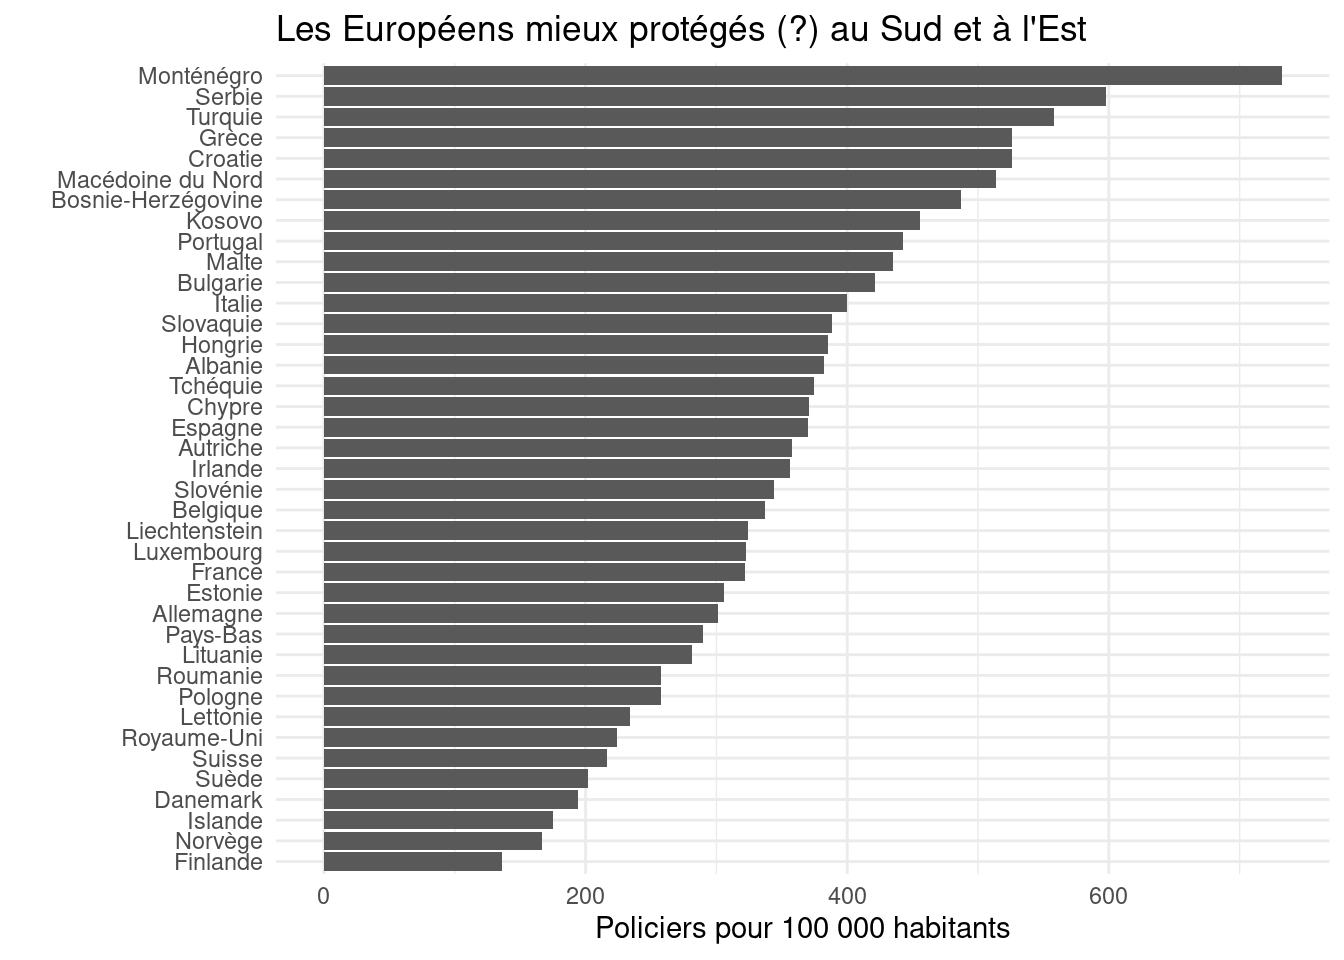 Les Européens mieux protégés (?) au Sud et à l'Est
Monténégro
Serbie
Turquie
Grèce
Croatie
Macédoine du Nord
Bosnie-Herzégovine
Kosovo
Portugal
Malte
Bulgarie
Italie
Slovaquie
Hongrie
Albanie
Tchéquie
Chypre
Espagne
Autriche
Irlande
Slovénie
Belgique
Liechtenstein
Luxembourg
France
Estonie
Allemagne
Pays-Bas
Lituanie
Roumanie
Pologne
Lettonie
Royaume-Uni
Suisse
Suède
Danemark
Islande
Norvège
Finlande
0 200 400 600
Policiers pour 100 000 habitants